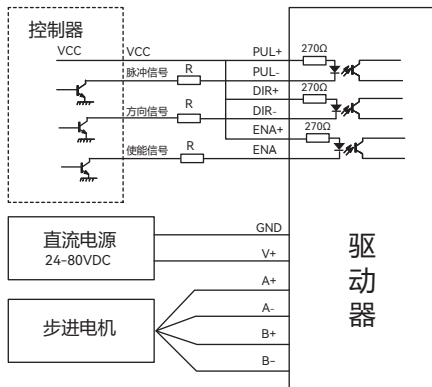 控制器
VCC VCC PUL+ 270Ω
脉冲信号 R PUL-
DIR+ 270Ω
方向信号 R DIR-
ENA+ 270Ω
使能信号 R ENA
GND
直流电源
24-80VDC V+
A+
步进电机 A-
B+
B-
驱动器